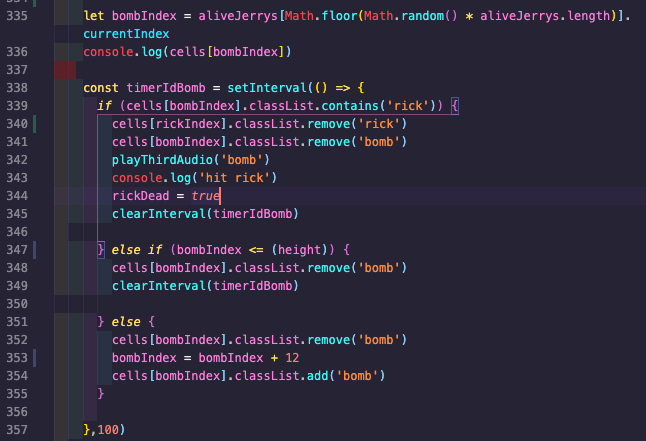 334
335 let bombIndex = aliveJerrys[Math.floor(Math.random() * aliveJerrys.length)].
currentIndex
336 console.log(cells[bombIndex])
337
338 const timerIdBomb = setInterval(() => {
339 if (cells[bombIndex].classList.contains('rick')) {
340 cells[rickIndex].classList.remove('rick')
341 cells[bombIndex].classList.remove('bomb')
342 playThirdAudio('bomb')
343 console.log('hit rick')
344 rickDead = true
345 clearInterval(timerIdBomb)
346
347 } else if (bombIndex <= (height)) {
348 cells[bombIndex].classList.remove('bomb')
349 clearInterval(timerIdBomb)
350
351 } else {
352 cells[bombIndex].classList.remove('bomb')
353 bombIndex = bombIndex + 12
354 cells[bombIndex].classList.add('bomb')
355 }
356
357 },100)